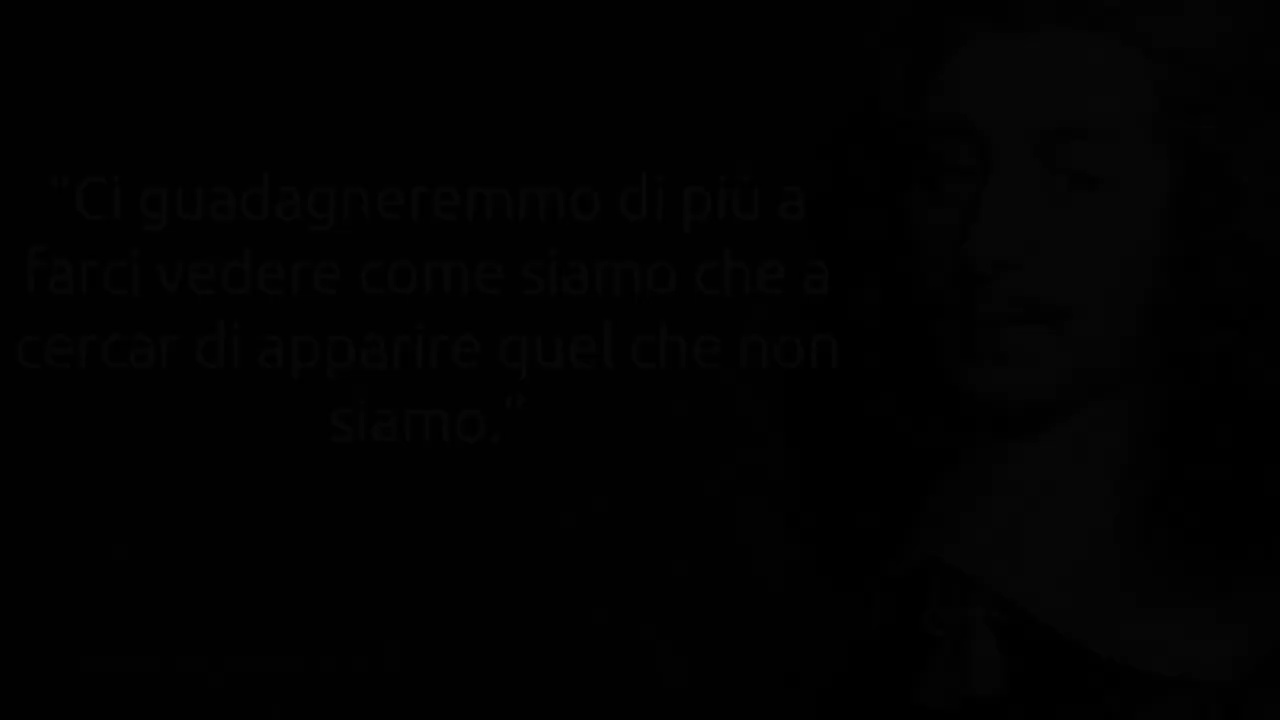 "Ci guadagneremmo di più a
farci vedere come siamo che a
cercar di apparire quel che non
siamo."